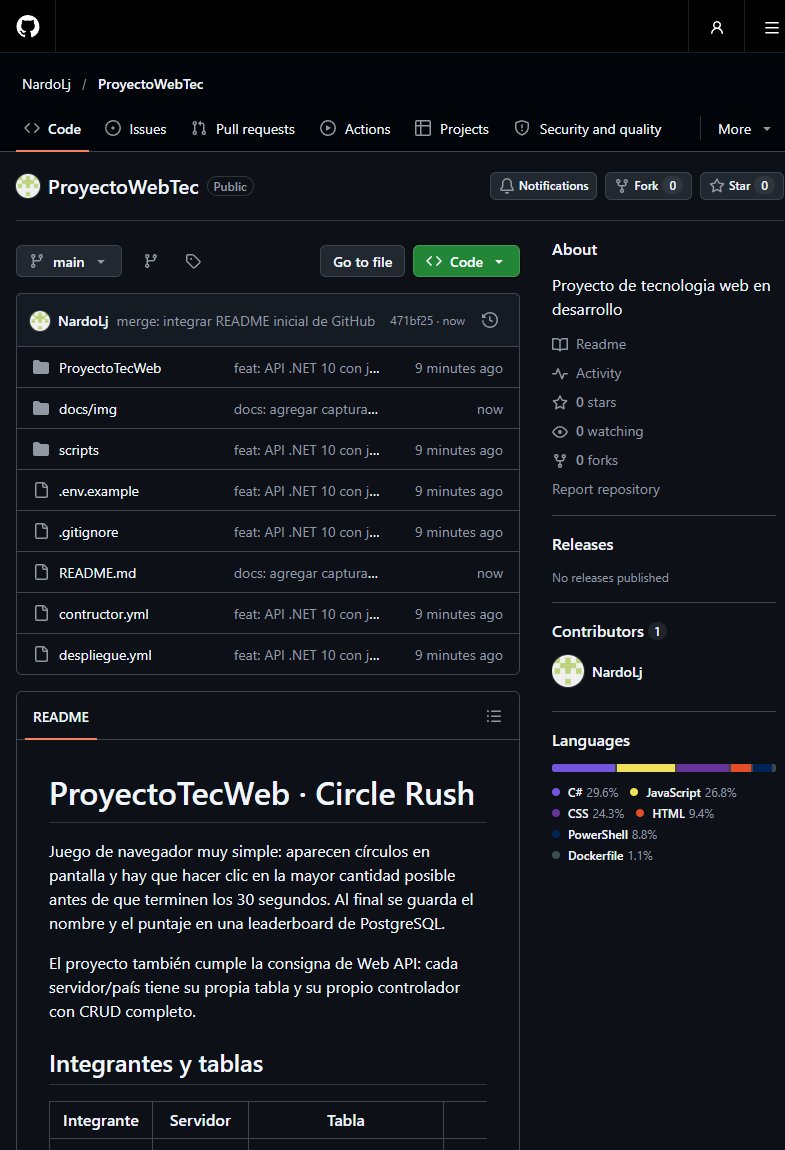 NardoLj / ProyectoWebTec
Code Issues Pull requests Actions Projects Security and quality More
ProyectoWebTec Public Notifications Fork 0 Star 0
main Go to file Code
NardoLj merge: integrar README inicial de GitHub 471bf25 · now
ProyectoTecWeb feat: API .NET 10 con j... 9 minutes ago
docs/img docs: agregar captura... now
scripts feat: API .NET 10 con j... 9 minutes ago
.env.example feat: API .NET 10 con j... 9 minutes ago
.gitignore feat: API .NET 10 con j... 9 minutes ago
README.md docs: agregar captura... now
contructor.yml feat: API .NET 10 con j... 9 minutes ago
despliegue.yml feat: API .NET 10 con j... 9 minutes ago
README
ProyectoTecWeb · Circle Rush
Juego de navegador muy simple: aparecen círculos en
pantalla y hay que hacer clic en la mayor cantidad posible
antes de que terminen los 30 segundos. Al final se guarda el
nombre y el puntaje en una leaderboard de PostgreSQL.
El proyecto también cumple la consigna de Web API: cada
servidor/país tiene su propia tabla y su propio controlador
con CRUD completo.
Integrantes y tablas
Integrante Servidor Tabla
About
Proyecto de tecnologia web en
desarrollo
Readme
Activity
0 stars
0 watching
0 forks
Report repository
Releases
No releases published
Contributors 1
NardoLj
Languages
C# 29.6% JavaScript 26.8%
CSS 24.3% HTML 9.4%
PowerShell 8.8%
Dockerfile 1.1%